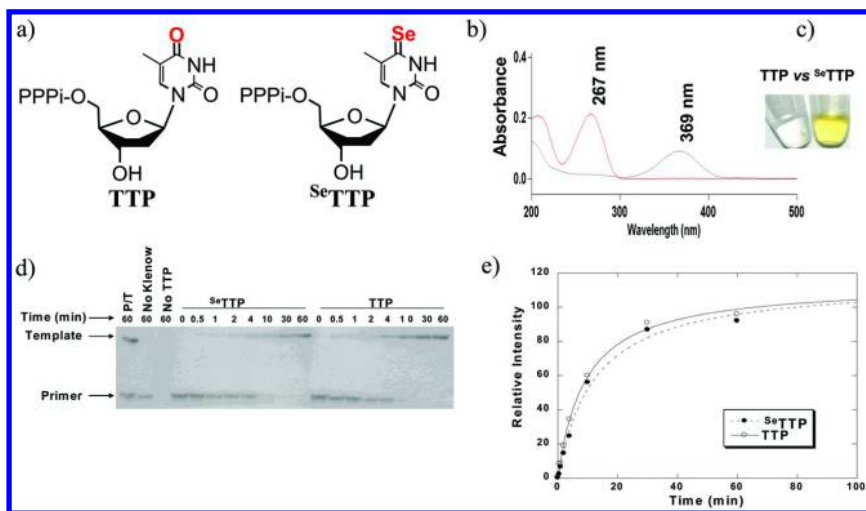 a)
O
NH
N
O
PPPi-O
O
OH
TTP
Se
NH
N
O
PPPi-O
O
OH
SeTTP
b)
Absorbance
0.4
0.2
0.0
267 nm
369 nm
200 300 400 500
Wavelength (nm)
c)
TTP vs SeTTP
d)
P/T
No Klenow
No TTP
SeTTP TTP
Time (min) 60 60 60 0 0.5 1 2 4 10 30 60 0 0.5 1 2 4 1 0 30 60
Template
Primer
e)
Relative Intensity
120
100
80
60
40
20
0
SeTTP
TTP
0 20 40 60 80 100
Time (min)